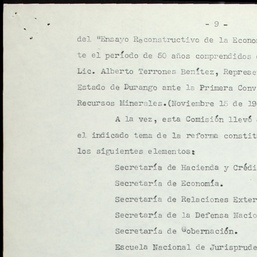 - 9 -
del "Ensayo Reconstructivo de la Econo
te el período de 50 años comprendidos
Lic. Alberto Terrones Benítez, Represe
Estado de Durango ante la Primera Conv
Recursos Minerales.(Noviembre 15 de 19
A la vez, esta Comisión llevó
el indicado tema de la reforma constit
los siguientes elementos:
Secretaría de Hacienda y Crédi
Secretaría de Economía.
Secretaría de Relaciones Exter
Secretaría de la Defensa Nacio
Secretaría de Gobernación.
Escuela Nacional de Jurisprude